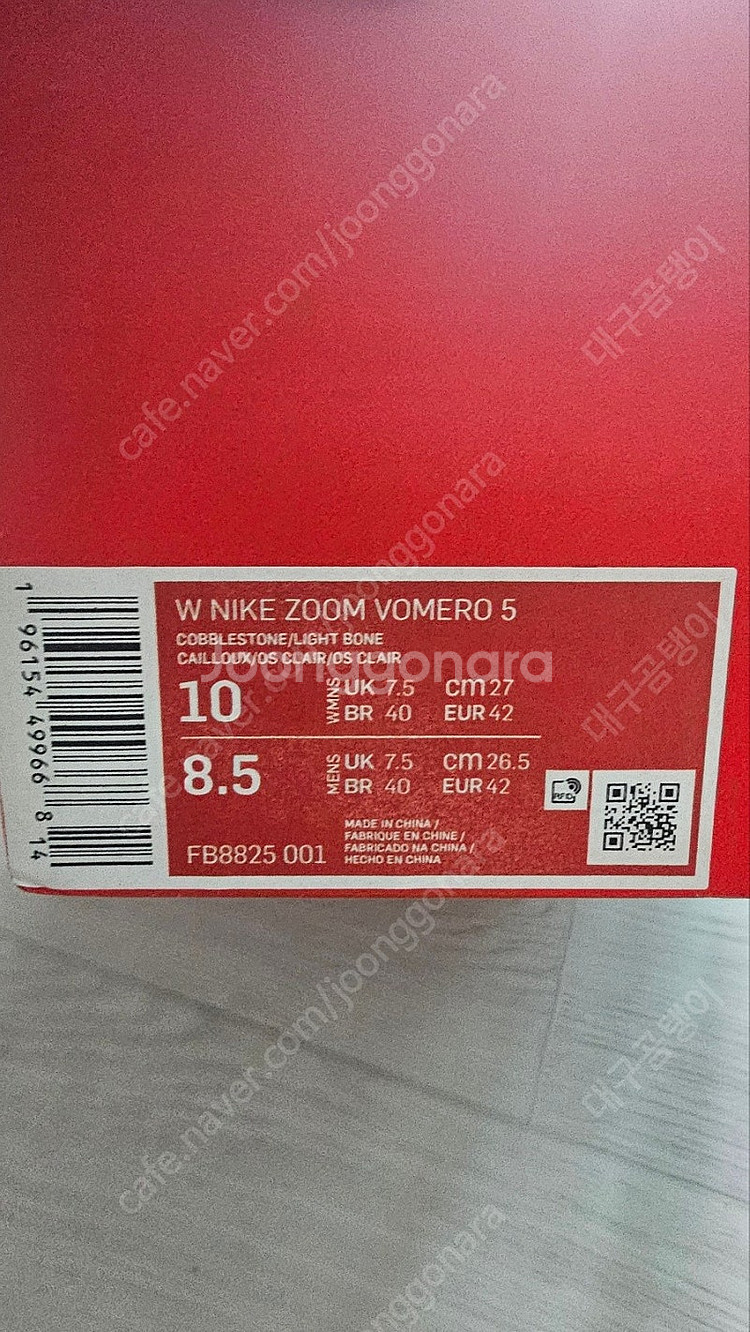 W NIKE ZOOM VOMERO 5
COBBLESTONE/LIGHT BONE
CAILLOUX/OS CLAIR/OS CLAIR
10 WMNS UK 7.5 cm 27
BR 40 EUR 42
8.5 MENS UK 7.5 cm 26.5
BR 40 EUR 42
FB8825 001
MADE IN CHINA /
FABRIQUE EN CHINE /
FABRICADO NA CHINA /
HECHO EN CHINA
RFID
1 96154 49966 8 14
Joonggonara
cafe.naver.com/joonggonara
cafe.naver.com/joonggonara
cafe.naver.com/joonggonara
대구곰탱이
대구곰탱이
대구곰탱이